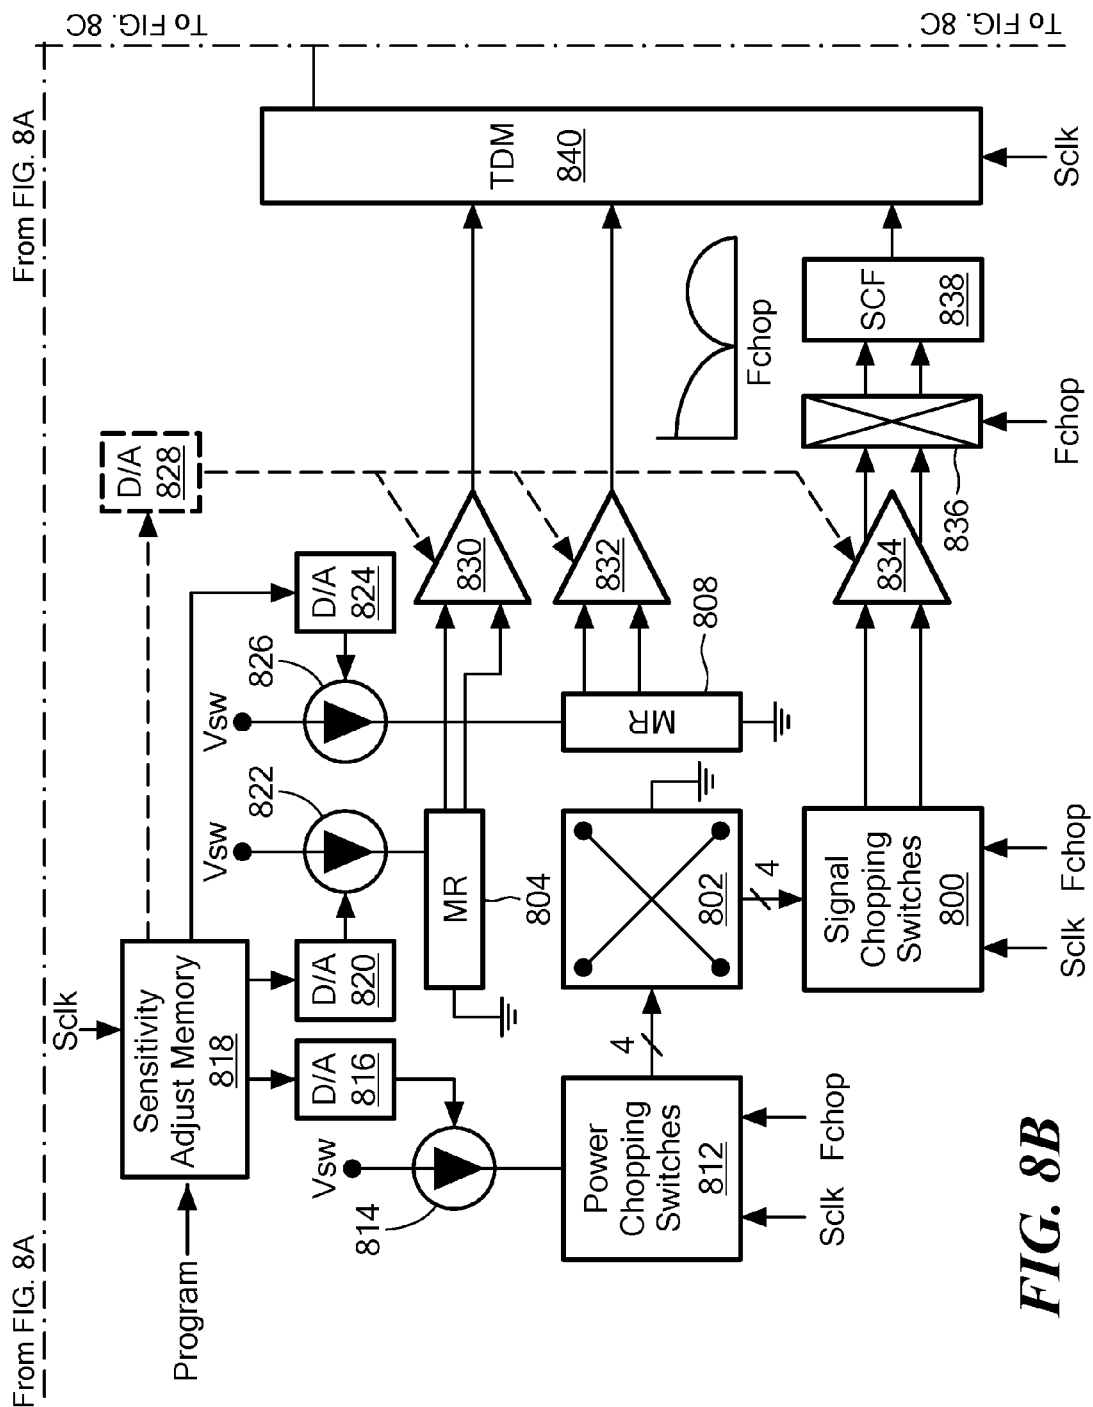 From FIG. 8A
From FIG. 8A
To FIG. 8C
To FIG. 8C
Program
Sclk
Sensitivity
Adjust Memory
818
D/A
828
D/A
816
D/A
820
D/A
824
Vsw
814
Vsw
822
Vsw
826
MR
804
MR
808
830
832
834
TDM
840
Sclk
Power
Chopping
Switches
812
Sclk
Fchop
4
802
4
Signal
Chopping
Switches
800
Sclk
Fchop
836
Fchop
SCF
838
Fchop
FIG. 8B